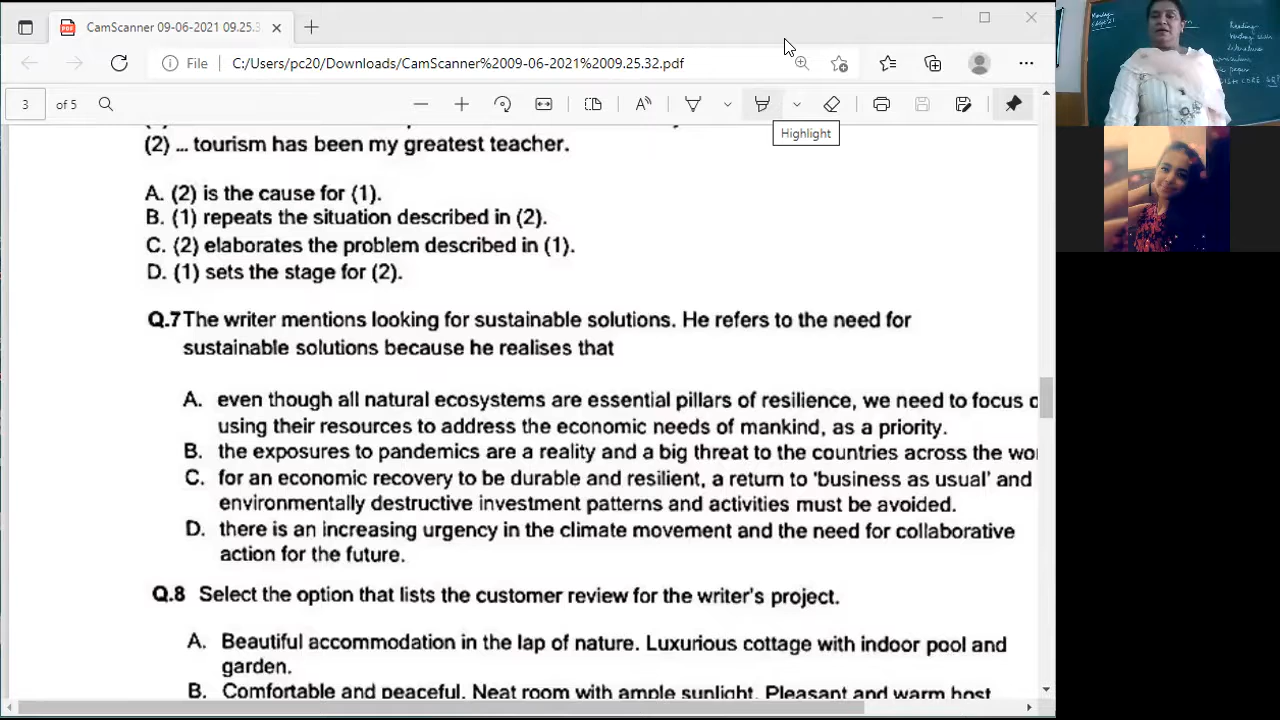 CamScanner 09-06-2021 09.25.3
File C:/Users/pc20/Downloads/CamScanner%2009-06-2021%2009.25.32.pdf
3 of 5
Highlight
(2) ... tourism has been my greatest teacher.
A. (2) is the cause for (1).
B. (1) repeats the situation described in (2).
C. (2) elaborates the problem described in (1).
D. (1) sets the stage for (2).
Q.7 The writer mentions looking for sustainable solutions. He refers to the need for
sustainable solutions because he realises that
A. even though all natural ecosystems are essential pillars of resilience, we need to focus o
using their resources to address the economic needs of mankind, as a priority.
B. the exposures to pandemics are a reality and a big threat to the countries across the wor
C. for an economic recovery to be durable and resilient, a return to 'business as usual' and
environmentally destructive investment patterns and activities must be avoided.
D. there is an increasing urgency in the climate movement and the need for collaborative
action for the future.
Q.8 Select the option that lists the customer review for the writer's project.
A. Beautiful accommodation in the lap of nature. Luxurious cottage with indoor pool and
garden.
B. Comfortable and peaceful. Neat room with ample sunlight. Pleasant and warm host
Monday
Reading
Writing
Literature
paper
CORE